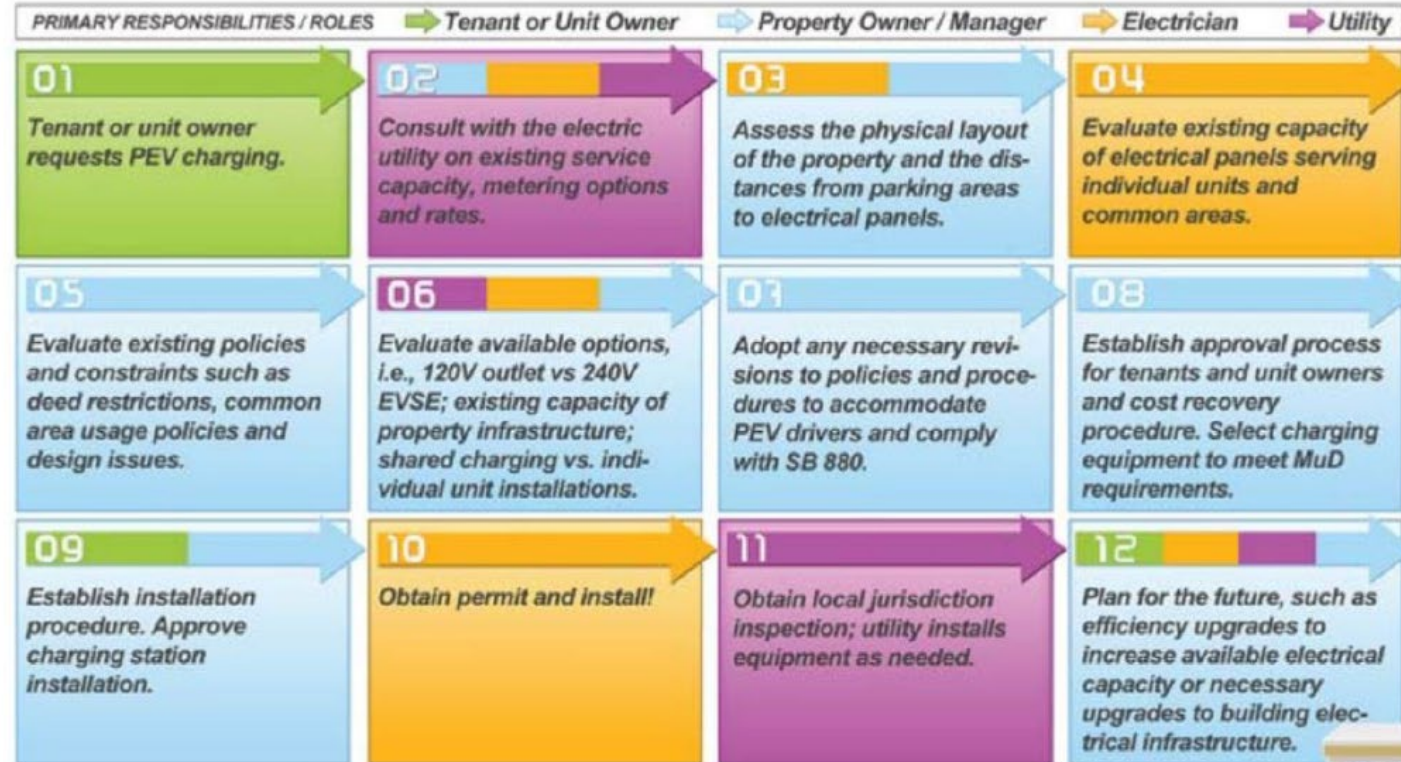 PRIMARY RESPONSIBILITIES / ROLES Tenant or Unit Owner Property Owner / Manager Electrician Utility
01
Tenant or unit owner
requests PEV charging.
02
Consult with the electric
utility on existing service
capacity, metering options
and rates.
03
Assess the physical layout
of the property and the dis-
tances from parking areas
to electrical panels.
04
Evaluate existing capacity
of electrical panels serving
individual units and
common areas.
05
Evaluate existing policies
and constraints such as
deed restrictions, common
area usage policies and
design issues.
06
Evaluate available options,
i.e., 120V outlet vs 240V
EVSE; existing capacity of
property infrastructure;
shared charging vs. indi-
vidual unit installations.
07
Adopt any necessary revi-
sions to policies and proce-
dures to accommodate
PEV drivers and comply
with SB 880.
08
Establish approval process
for tenants and unit owners
and cost recovery
procedure. Select charging
equipment to meet MuD
requirements.
09
Establish installation
procedure. Approve
charging station
installation.
10
Obtain permit and install!
11
Obtain local jurisdiction
inspection; utility installs
equipment as needed.
12
Plan for the future, such as
efficiency upgrades to
increase available electrical
capacity or necessary
upgrades to building elec-
trical infrastructure.